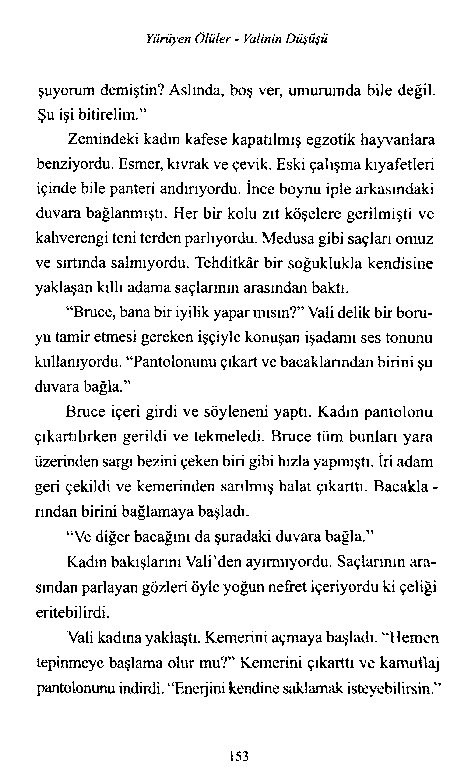 Yürüyen Ölüler - Valinin Düşüşü
şuyorum demiştin? Aslında, boş ver, umurumda bile değil.
Şu işi bitirelim."
Zemindeki kadın kafese kapatılmış egzotik hayvanlara
benziyordu. Esmer, kıvrak ve çevik. Eski çalışma kıyafetleri
içinde bile panteri andırıyordu. İnce boynu iple arkasındaki
duvara bağlanmıştı. Her bir kolu zıt köşelere gerilmişti ve
kahverengi teni terden parlıyordu. Medusa gibi saçları omuz
ve sırtında salınıyordu. Tehditkâr bir soğuklukla kendisine
yaklaşan kıllı adama saçlarının arasından baktı.
"Bruce, bana bir iyilik yapar mısın?" Vali delik bir boru-
yu tamir etmesi gereken işçiyle konuşan işadamı ses tonunu
kullanıyordu. "Pantolonunu çıkart ve bacaklarından birini şu
duvara bağla."
Bruce içeri girdi ve söyleneni yaptı. Kadın pantolonu
çıkartılırken gerildi ve tekmeledi. Bruce tüm bunları yara
üzerinden sargı bezini çeken biri gibi hızla yapmıştı. İri adam
geri çekildi ve kemerinden sarılmış halat çıkarttı. Bacakla -
rından birini bağlamaya başladı.
"Ve diğer bacağını da şuradaki duvara bağla."
Kadın bakışlarını Vali'den ayırmıyordu. Saçlarının ara-
sından parlayan gözleri öyle yoğun nefret içeriyordu ki çeliği
eritebilirdi.
Vali kadına yaklaştı. Kemerini açmaya başladı. "Hemen
tepinmeye başlama olur mu?" Kemerini çıkarttı ve kamuflaj
pantolonunu indirdi. "Enerjini kendine saklamak isteyebilirsin."
153